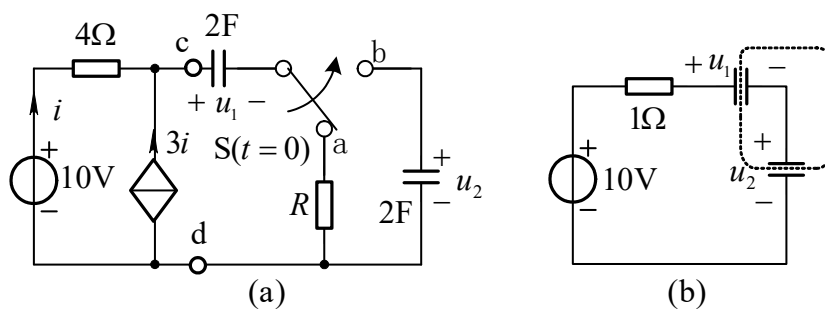 4Ω
c
2F
b
+ u₁ −
i
3i
S(t = 0)
a
+
10V
−
R
+
u₂
−
2F
d
(a)
+ u₁ −
1Ω
+
10V
−
+
u₂
−
(b)